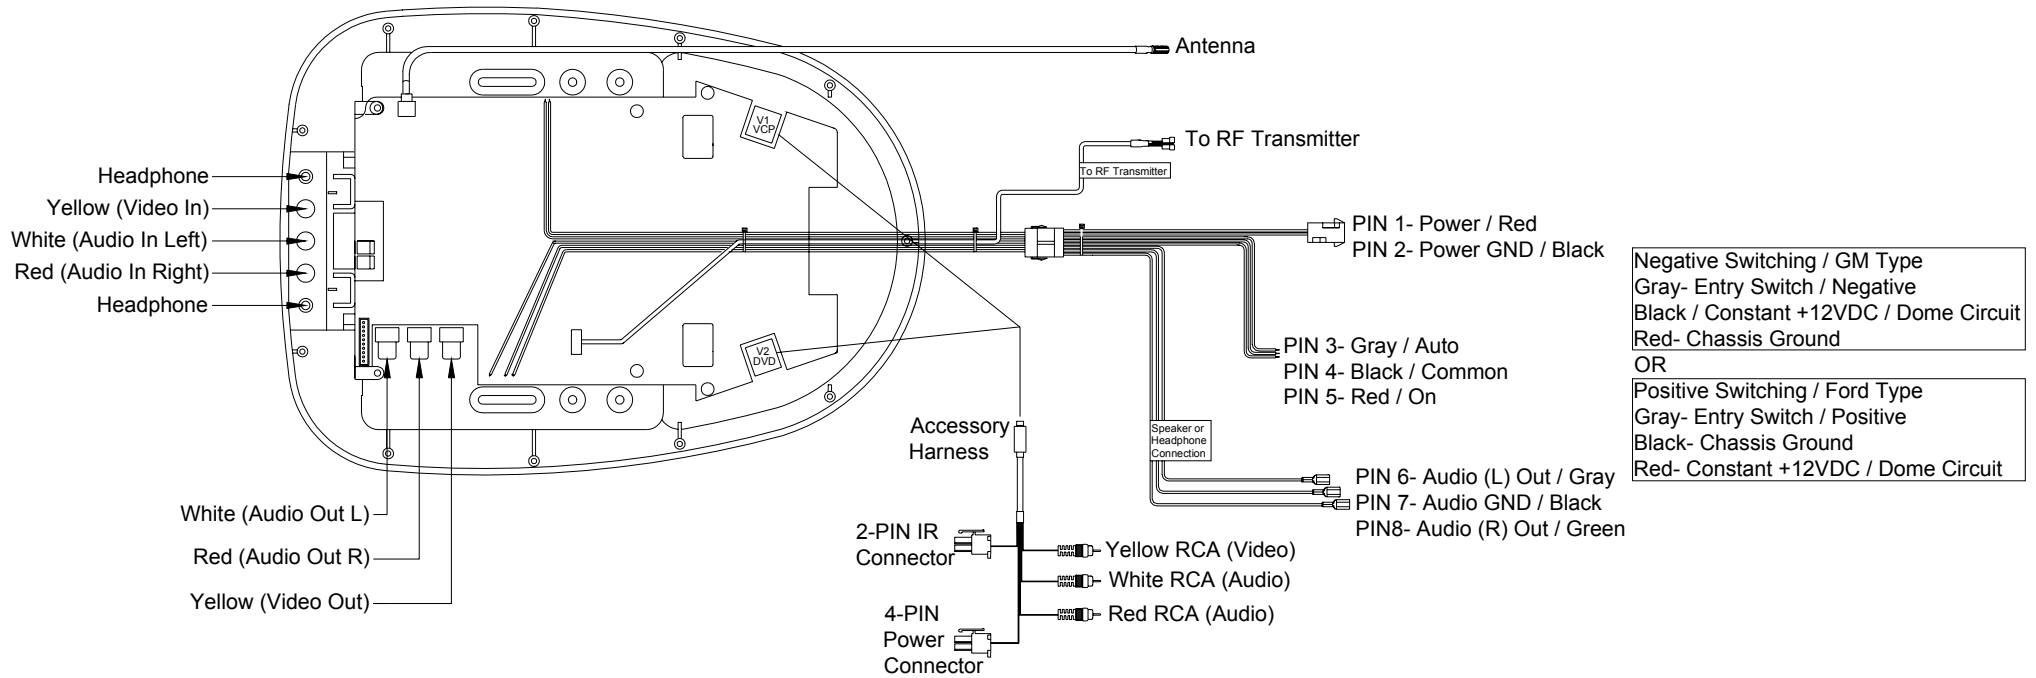 Antenna
V1
VCP
To RF Transmitter
To RF Transmitter
Headphone
Yellow (Video In)
White (Audio In Left)
Red (Audio In Right)
Headphone
PIN 1- Power / Red
PIN 2- Power GND / Black
Negative Switching / GM Type
Gray- Entry Switch / Negative
Black / Constant +12VDC / Dome Circuit
Red- Chassis Ground
OR
Positive Switching / Ford Type
Gray- Entry Switch / Positive
Black- Chassis Ground
Red- Constant +12VDC / Dome Circuit
V2
DVD
PIN 3- Gray / Auto
PIN 4- Black / Common
PIN 5- Red / On
Accessory
Harness
Speaker or
Headphone
Connection
PIN 6- Audio (L) Out / Gray
PIN 7- Audio GND / Black
PIN8- Audio (R) Out / Green
White (Audio Out L)
Red (Audio Out R)
Yellow (Video Out)
2-PIN IR
Connector
Yellow RCA (Video)
White RCA (Audio)
Red RCA (Audio)
4-PIN
Power
Connector